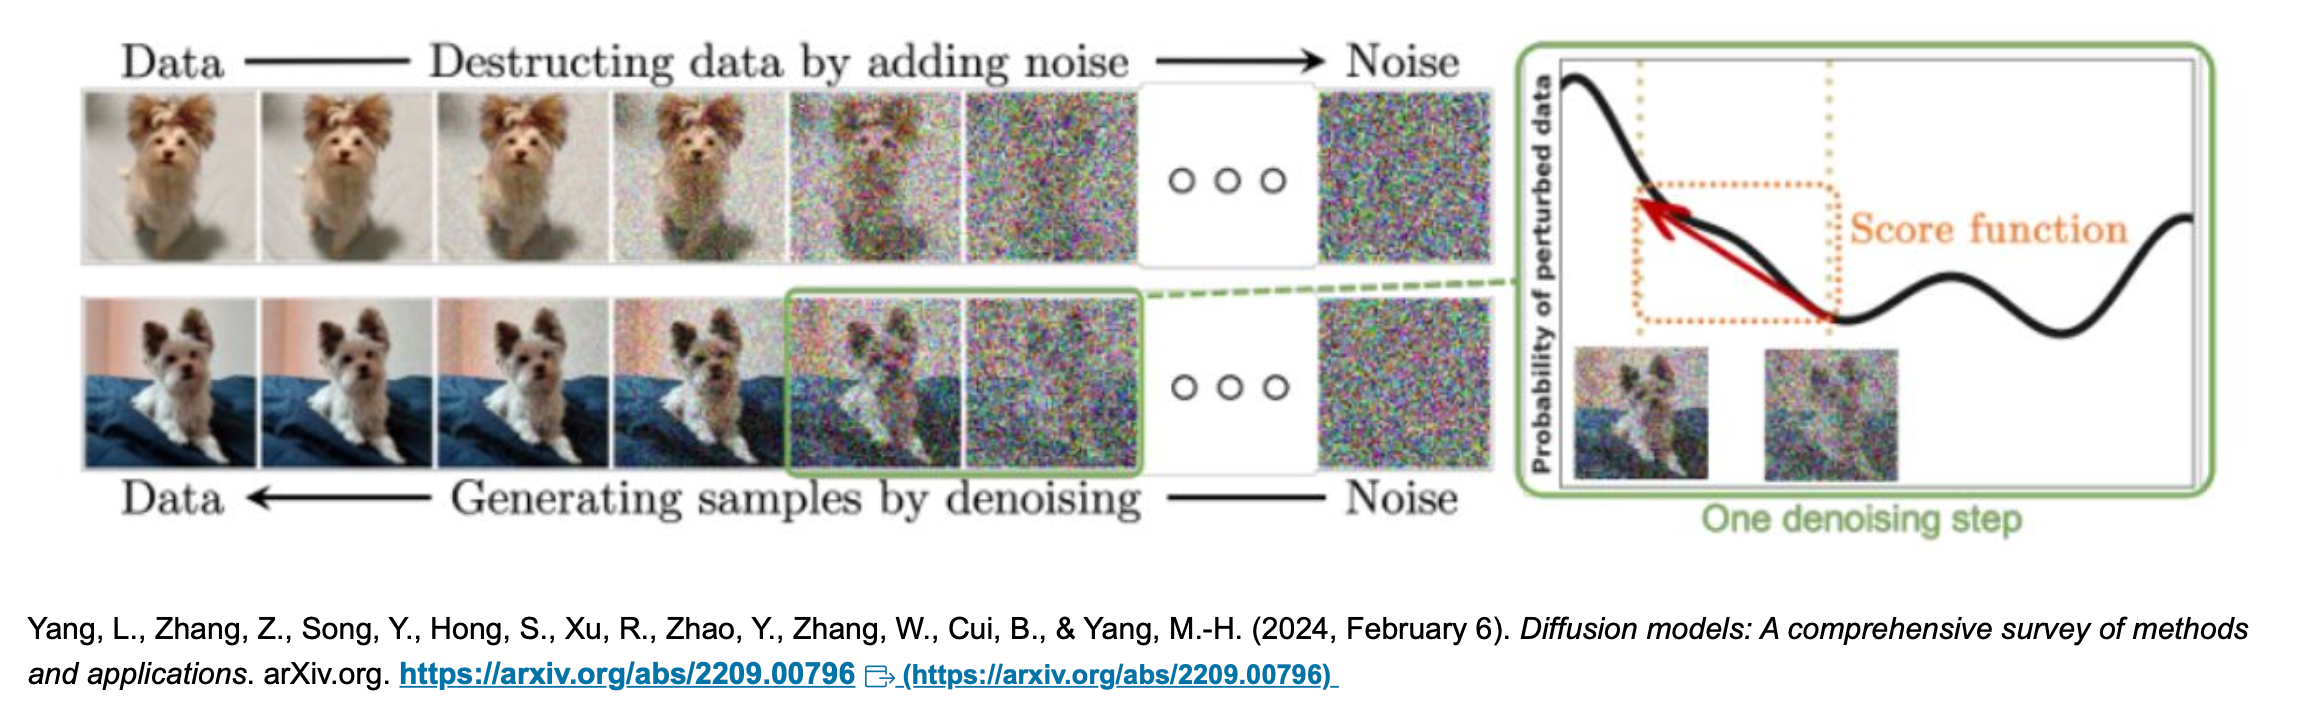 Data Destructing data by adding noise Noise
Probability of perturbed data
Score function
Data Generating samples by denoising Noise
One denoising step
Yang, L., Zhang, Z., Song, Y., Hong, S., Xu, R., Zhao, Y., Zhang, W., Cui, B., & Yang, M.-H. (2024, February 6). Diffusion models: A comprehensive survey of methods
and applications. arXiv.org. https://arxiv.org/abs/2209.00796 (https://arxiv.org/abs/2209.00796)